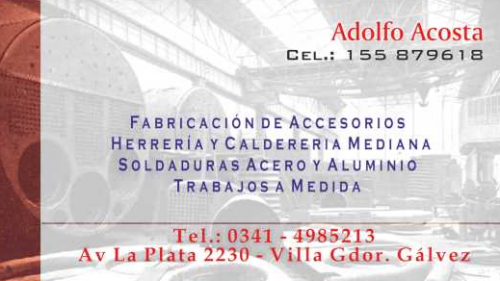 Adolfo Acosta
CEL.: 155 879618
FABRICACIÓN DE ACCESORIOS
HERRERÍA Y CALDERERIA MEDIANA
SOLDADURAS ACERO Y ALUMINIO
TRABAJOS A MEDIDA
Tel.: 0341 - 4985213
Av La Plata 2230 - Villa Gdor. Gálvez